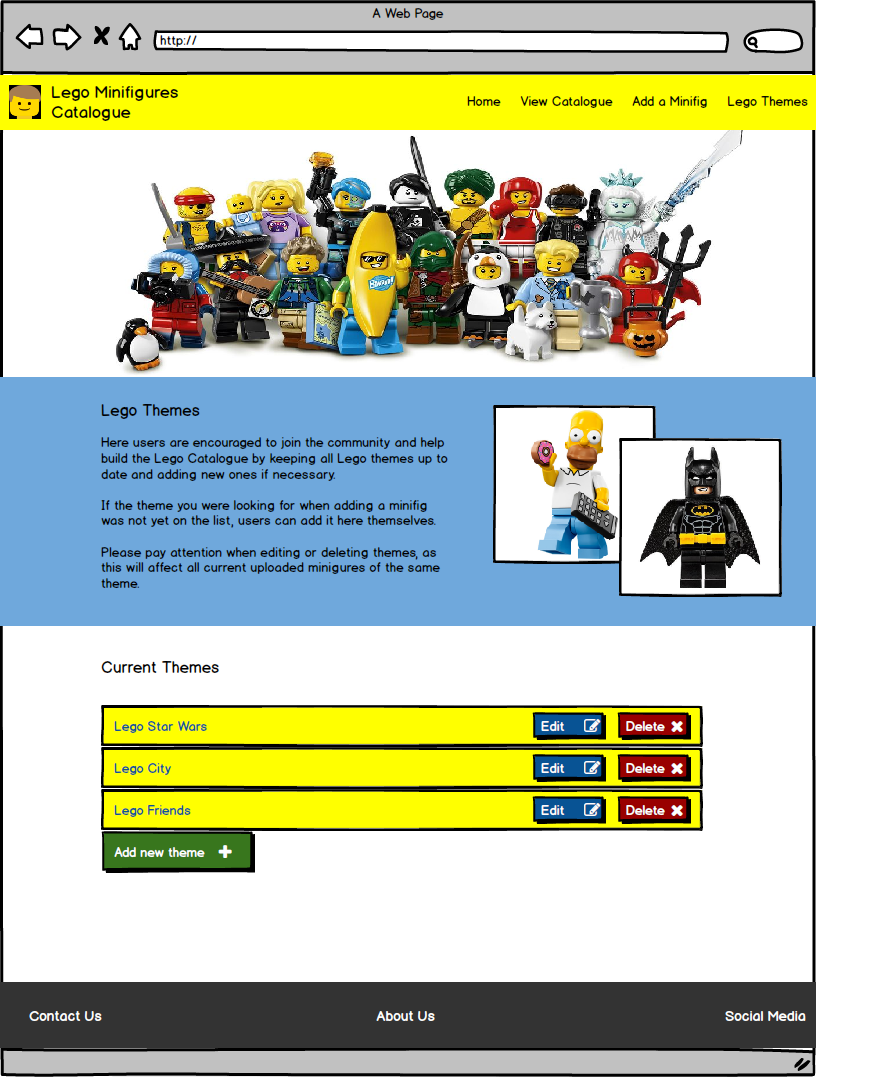 A Web Page
http://
Lego Minifigures
Catalogue
Home View Catalogue Add a Minifig Lego Themes
Lego Themes
Here users are encouraged to join the community and help
build the Lego Catalogue by keeping all Lego themes up to
date and adding new ones if necessary.
If the theme you were looking for when adding a minifig
was not yet on the list, users can add it here themselves.
Please pay attention when editing or deleting themes, as
this will affect all current uploaded minigures of the same
theme.
Current Themes
Lego Star Wars Edit Delete
Lego City Edit Delete
Lego Friends Edit Delete
Add new theme
Contact Us About Us Social Media